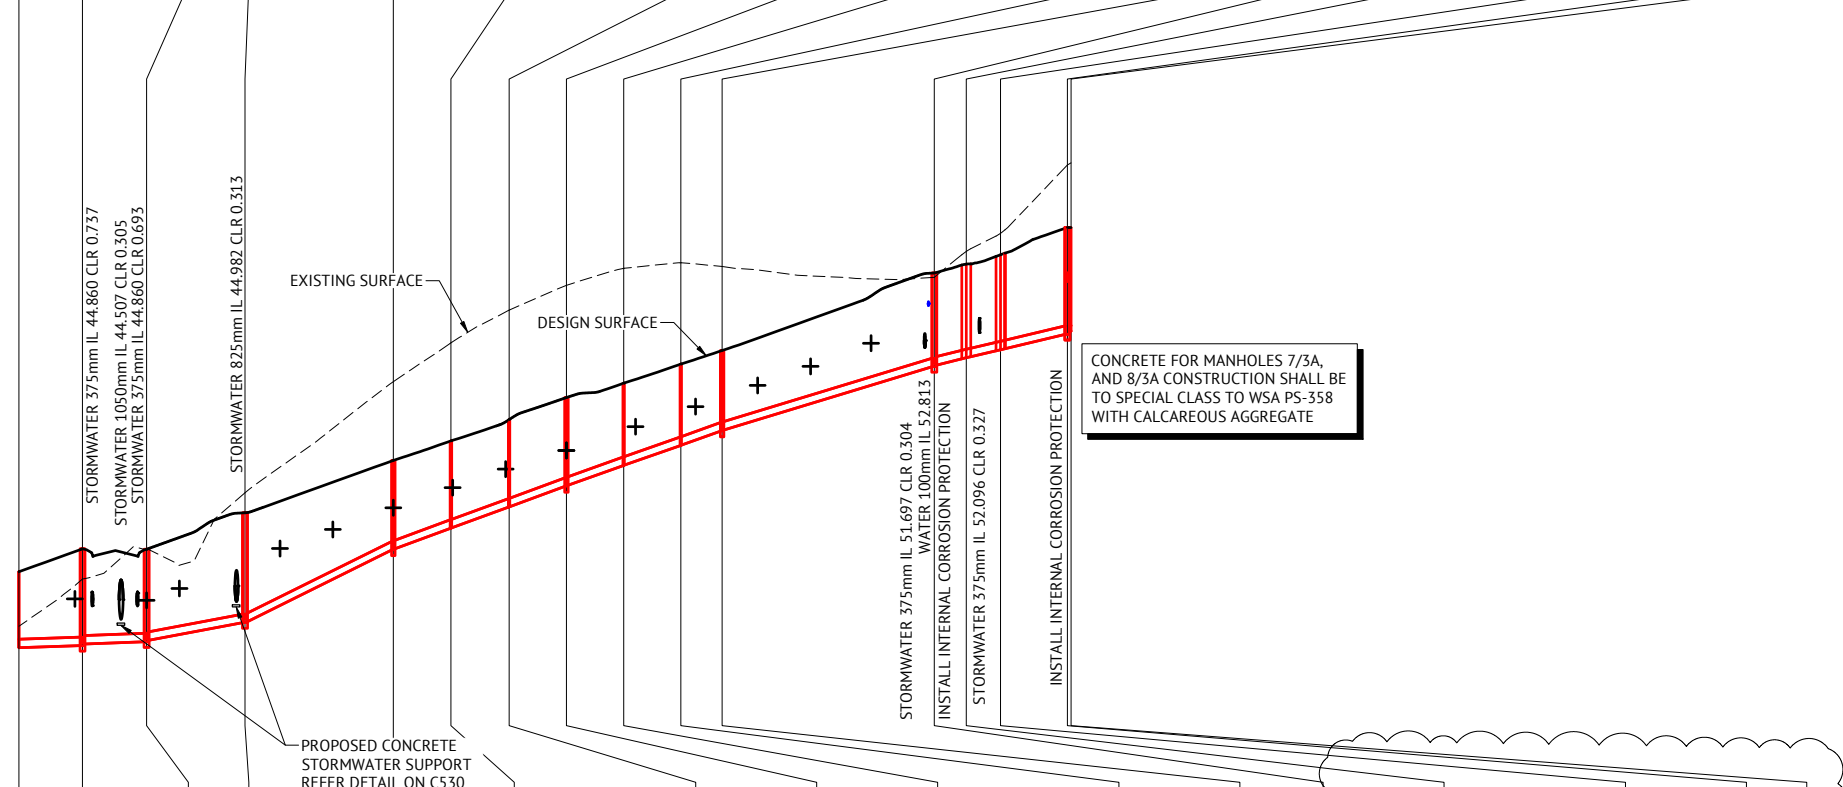 STORMWATER 375mm IL 44.860 CLR 0.737
STORMWATER 1050mm IL 44.507 CLR 0.305
STORMWATER 375mm IL 44.860 CLR 0.693
STORMWATER 825mm IL 44.982 CLR 0.313
EXISTING SURFACE
DESIGN SURFACE
STORMWATER 375mm IL 51.697 CLR 0.304
WATER 100mm IL 52.813
INSTALL INTERNAL CORROSION PROTECTION
STORMWATER 375mm IL 52.096 CLR 0.327
INSTALL INTERNAL CORROSION PROTECTION
CONCRETE FOR MANHOLES 7/3A,
AND 8/3A CONSTRUCTION SHALL BE
TO SPECIAL CLASS TO WSA PS-358
WITH CALCAREOUS AGGREGATE
PROPOSED CONCRETE
STORMWATER SUPPORT
REFER DETAIL ON C530